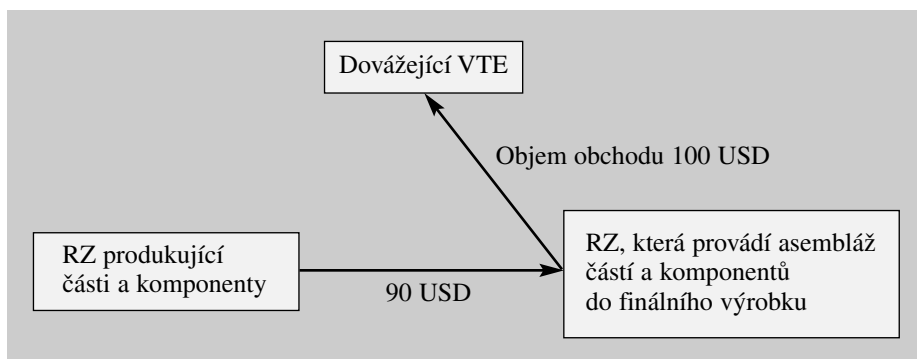 Dovážející VTE
Objem obchodu 100 USD
RZ produkující
části a komponenty
90 USD
RZ, která provádí asembláž
částí a komponentů
do finálního výrobku